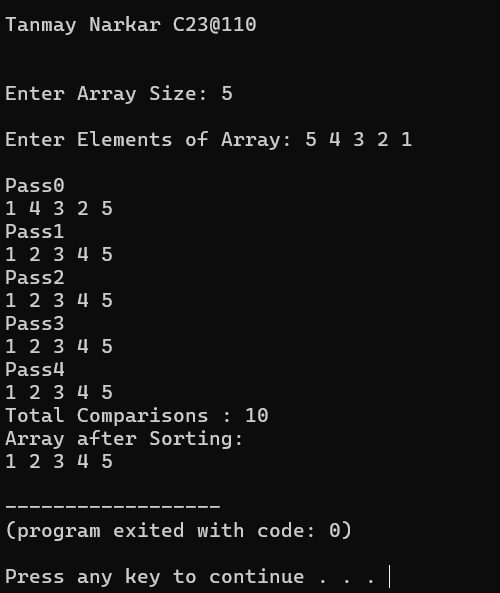 Tanmay Narkar C23@110
Enter Array Size: 5
Enter Elements of Array: 5 4 3 2 1
Pass0
1 4 3 2 5
Pass1
1 2 3 4 5
Pass2
1 2 3 4 5
Pass3
1 2 3 4 5
Pass4
1 2 3 4 5
Total Comparisons : 10
Array after Sorting:
1 2 3 4 5
------------------
(program exited with code: 0)
Press any key to continue . . .